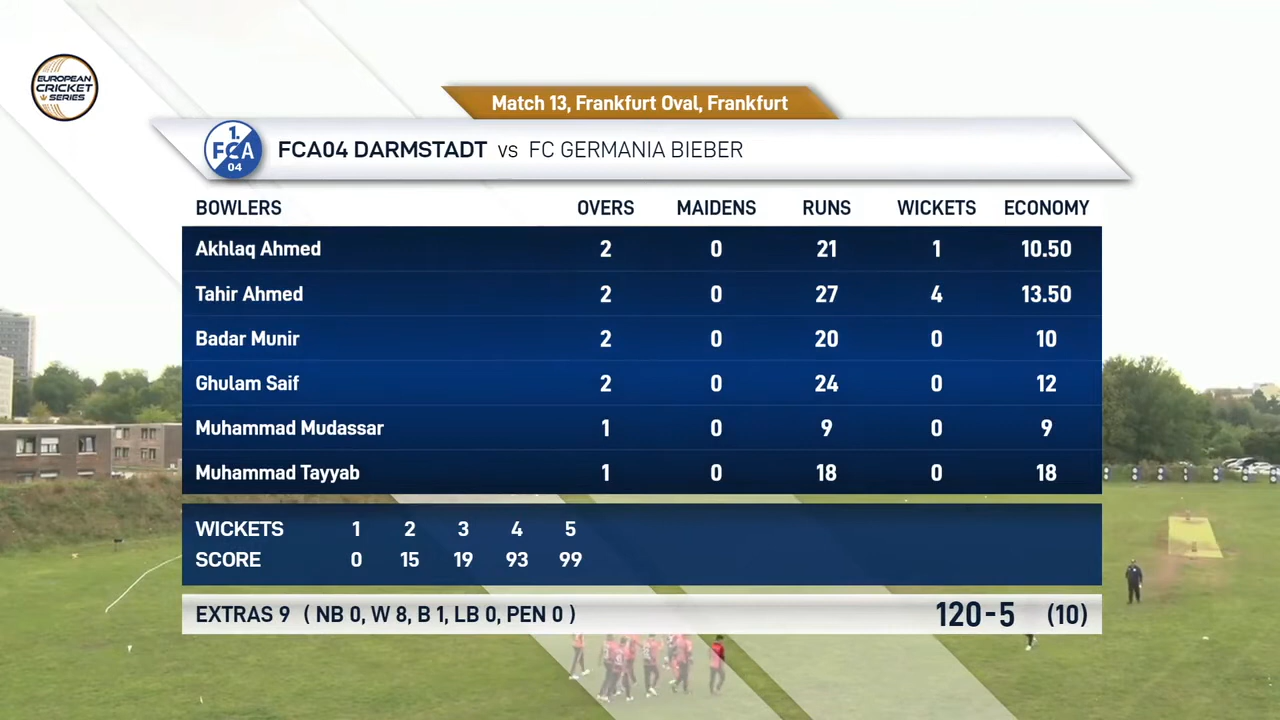 EUROPEAN
CRICKET
SERIES
Match 13, Frankfurt Oval, Frankfurt
1.
FCA
04
FCA04 DARMSTADT vs FC GERMANIA BIEBER
BOWLERS OVERS MAIDENS RUNS WICKETS ECONOMY
Akhlaq Ahmed 2 0 21 1 10.50
Tahir Ahmed 2 0 27 4 13.50
Badar Munir 2 0 20 0 10
Ghulam Saif 2 0 24 0 12
Muhammad Mudassar 1 0 9 0 9
Muhammad Tayyab 1 0 18 0 18
WICKETS 1 2 3 4 5
SCORE 0 15 19 93 99
EXTRAS 9 ( NB 0, W 8, B 1, LB 0, PEN 0 ) 120-5 (10)